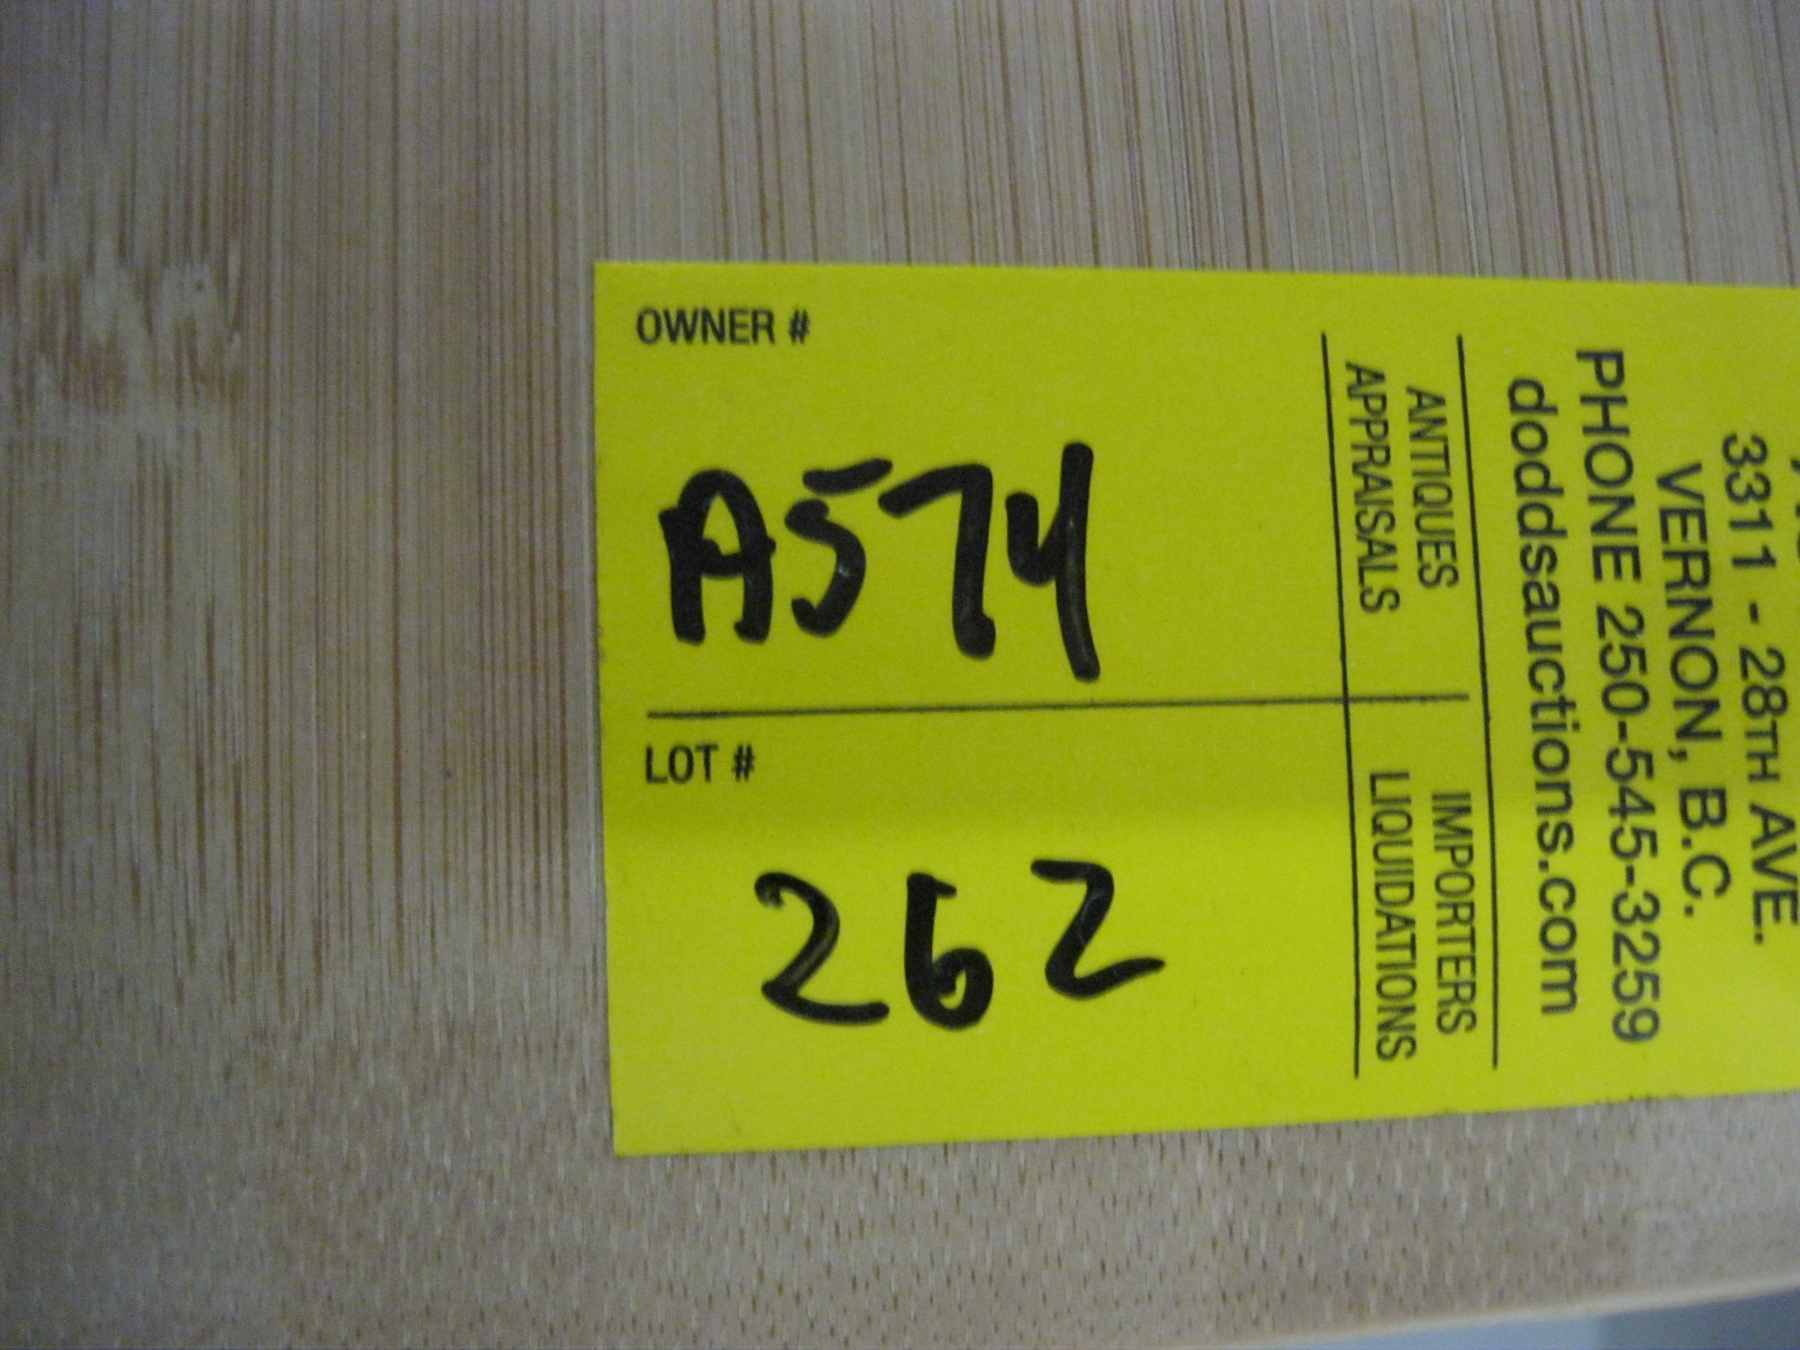 3311 - 28TH AVE.
VERNON, B.C.
PHONE 250-545-3259
doddsauctions.com
ANTIQUES IMPORTERS
APPRAISALS LIQUIDATIONS
OWNER #
A574
LOT #
262